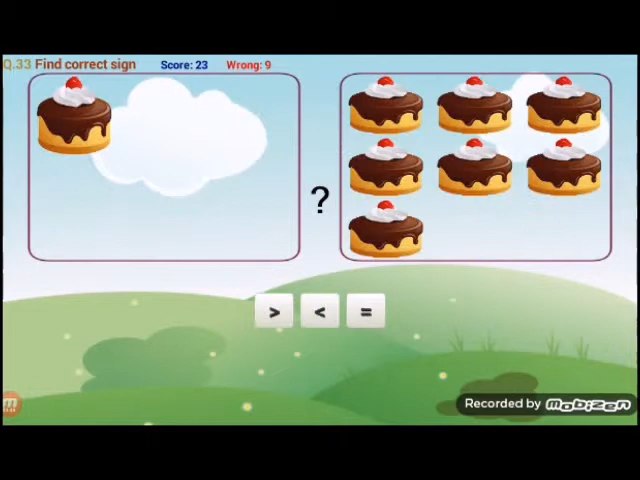 Q.33 Find correct sign Score: 23 Wrong: 9
?
> < =
Recorded by mobizen